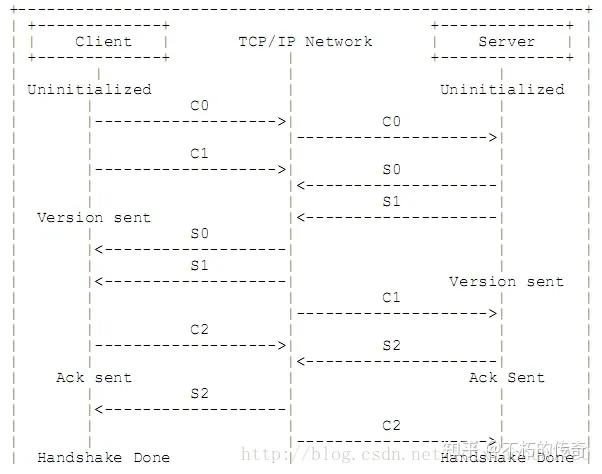 Client TCP/IP Network Server
Uninitialized Uninitialized
C0
C0
C1
S0
S1
Version sent
S0
S1
Version sent
C1
C2
S2
Ack sent Ack Sent
S2
C2
知乎 @不朽的传奇
http://blog.csdn.net/
Handshake Done Handshake Done